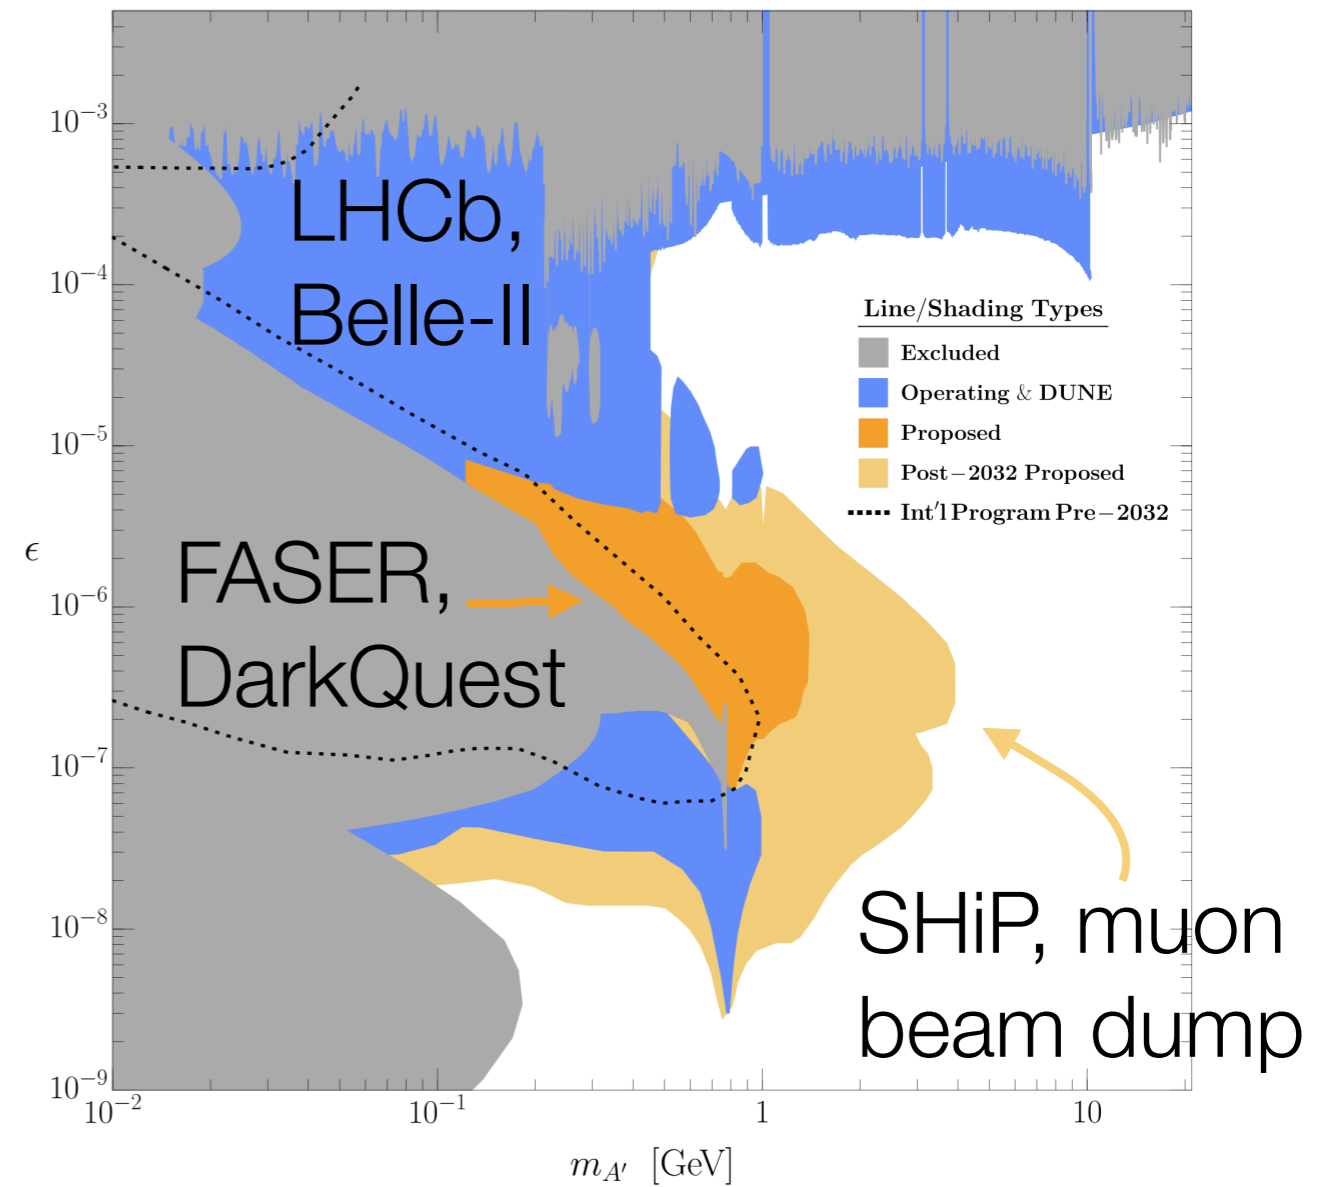 10⁻³
10⁻⁴
10⁻⁵
10⁻⁶
10⁻⁷
10⁻⁸
10⁻⁹
ϵ
LHCb,
Belle-II
Line/Shading Types
Excluded
Operating & DUNE
Proposed
Post−2032 Proposed
Int'l Program Pre−2032
FASER,
DarkQuest
SHiP, muon
beam dump
10⁻² 10⁻¹ 1 10
m_A′ [GeV]